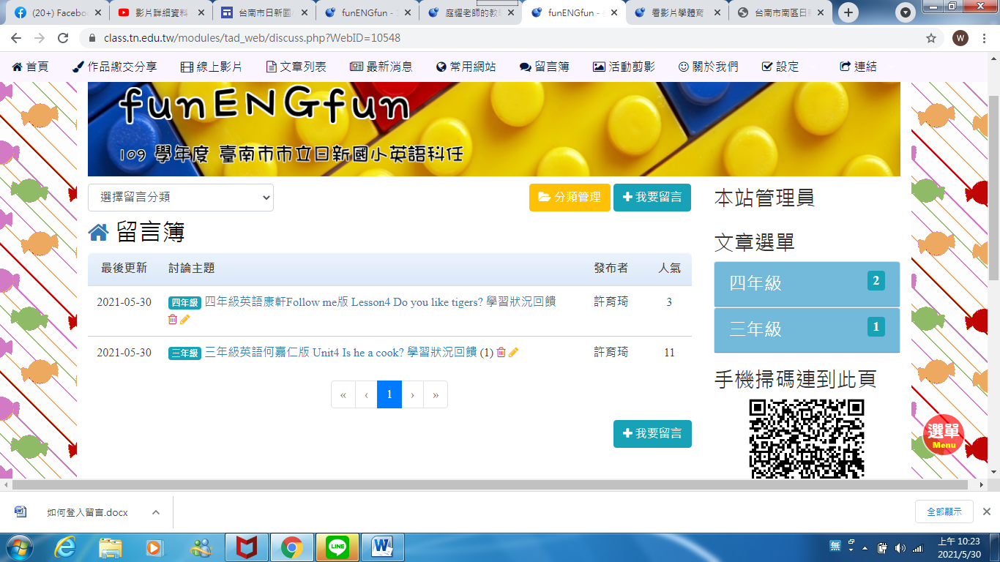 (20+) Facebo
影片詳細資料
台南市日新國
funENGfun -
庭燿老師的教
funENGfun -
看影片學體育
台南市南區日
class.tn.edu.tw/modules/tad_web/discuss.php?WebID=10548
W
首頁 作品繳交分享 線上影片 文章列表 最新消息 常用網站 留言簿 活動剪影 關於我們 設定 連結
funENGfun
109 學年度 臺南市市立日新國小英語科任
選擇留言分類
分類管理
我要留言
留言簿
最後更新 討論主題 發布者 人氣
2021-05-30 四年級 四年級英語康軒Follow me版 Lesson4 Do you like tigers? 學習狀況回饋 許育琦 3
2021-05-30 三年級 三年級英語何嘉仁版 Unit4 Is he a cook? 學習狀況回饋 (1) 許育琦 11
« ‹ 1 › »
我要留言
本站管理員
文章選單
四年級 2
三年級 1
手機掃碼連到此頁
選單
Menu
如何登入留言.docx
全部顯示
LINE
無
上午 10:23
2021/5/30